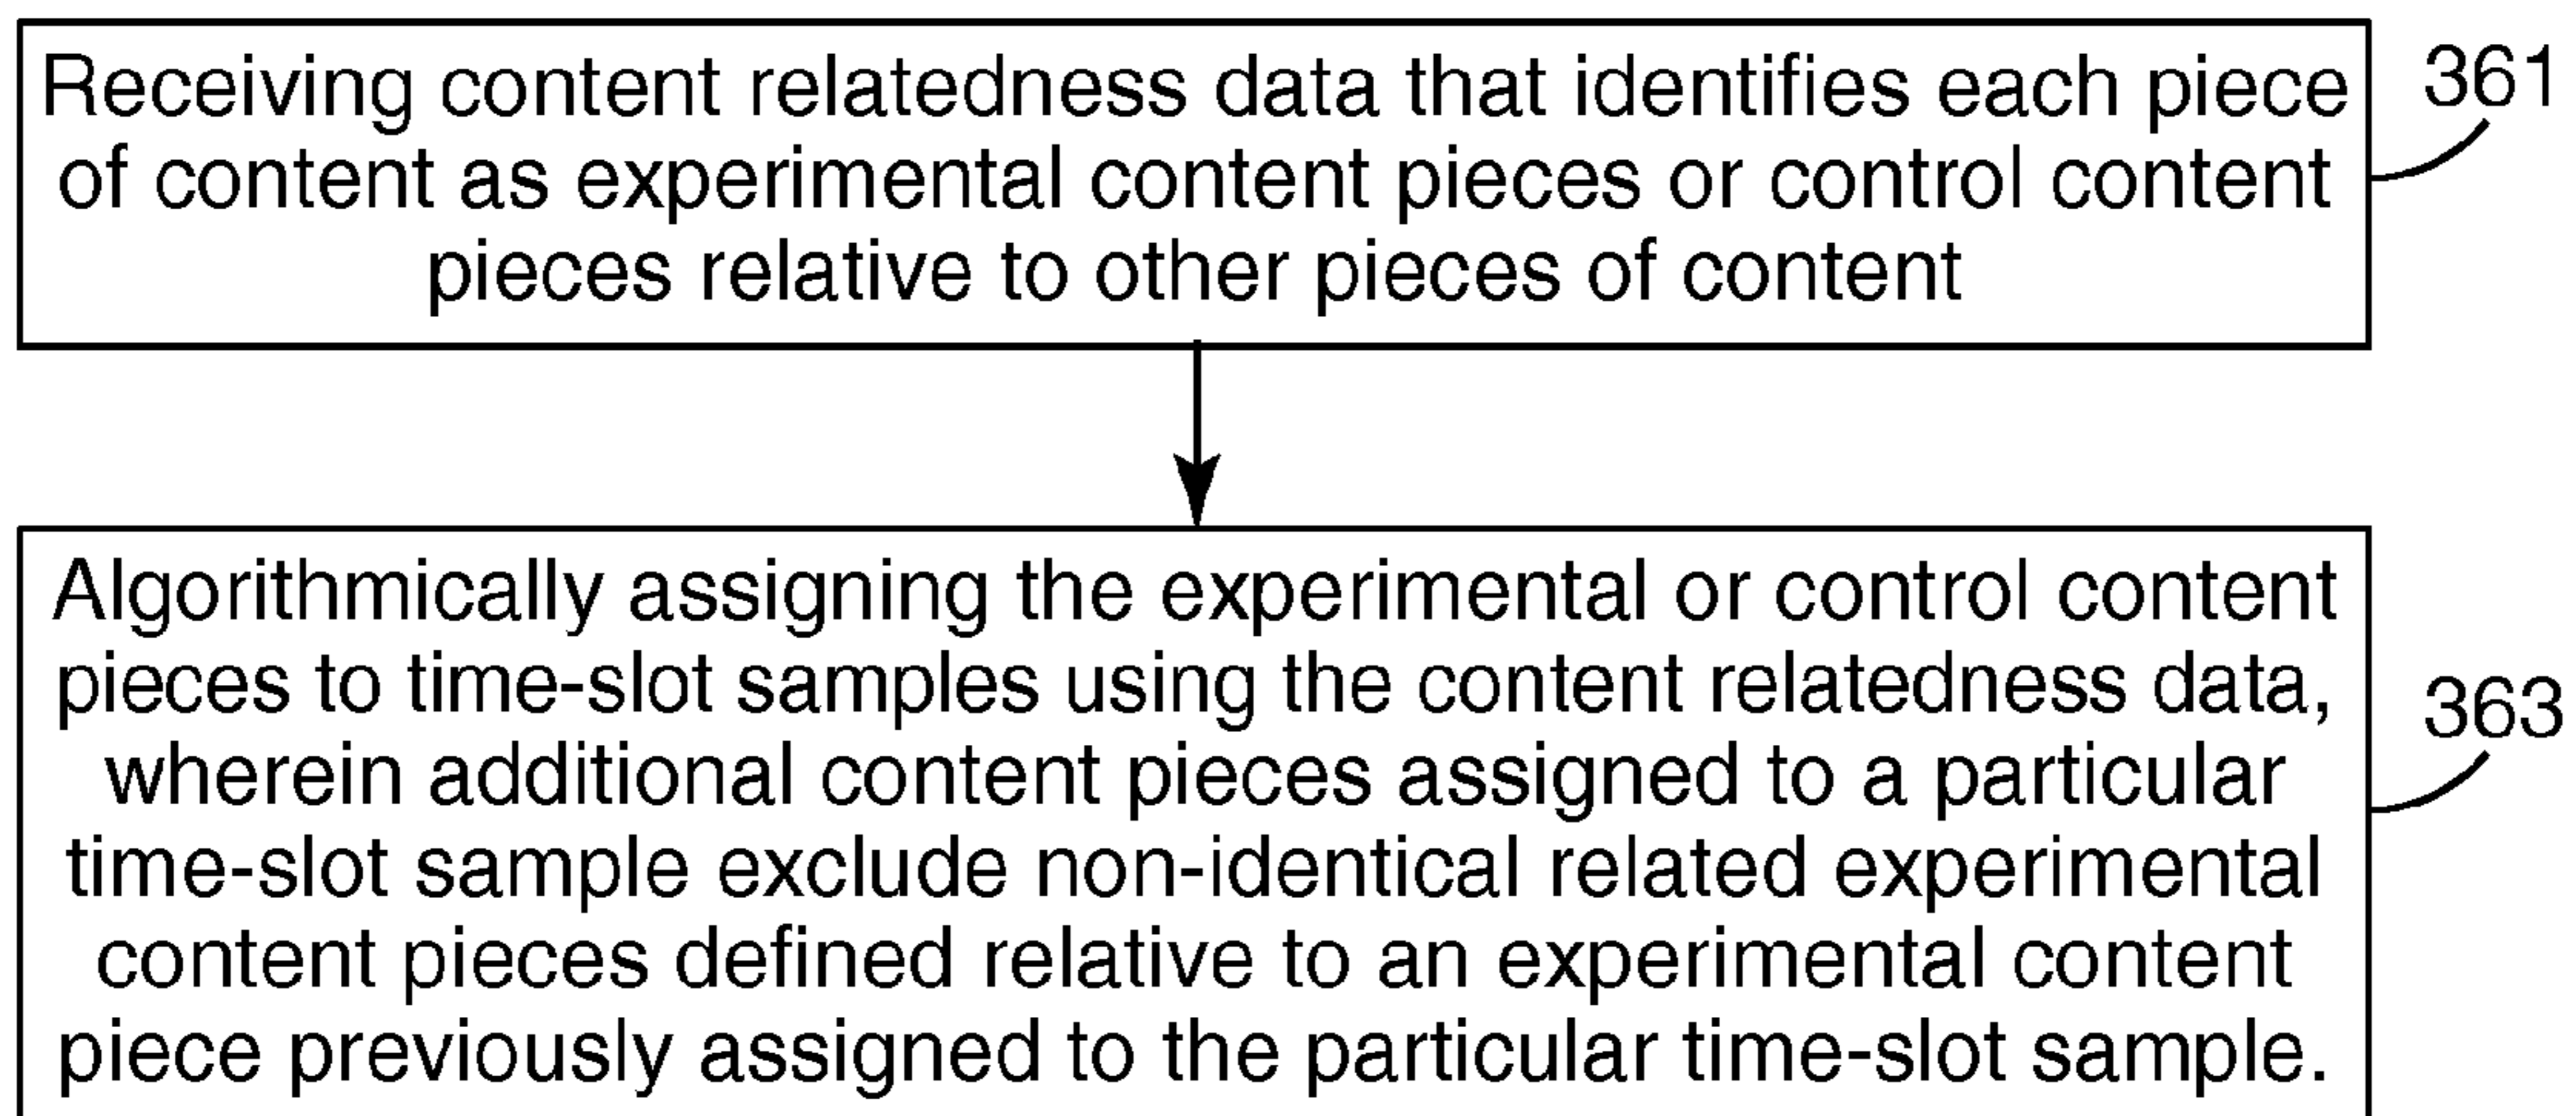 Receiving content relatedness data that identifies each piece
of content as experimental content pieces or control content
pieces relative to other pieces of content
361
Algorithmically assigning the experimental or control content
pieces to time-slot samples using the content relatedness data,
wherein additional content pieces assigned to a particular
time-slot sample exclude non-identical related experimental
content pieces defined relative to an experimental content
piece previously assigned to the particular time-slot sample.
363